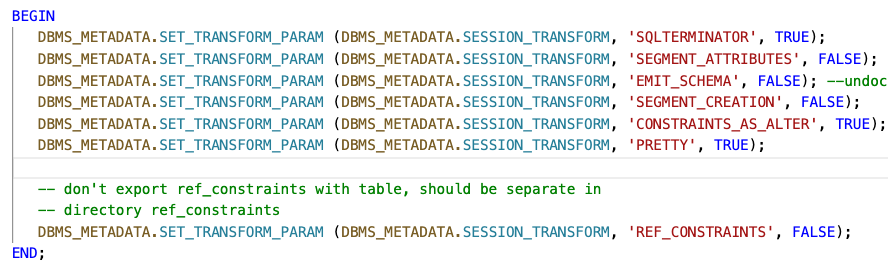 BEGIN
DBMS_METADATA.SET_TRANSFORM_PARAM (DBMS_METADATA.SESSION_TRANSFORM, 'SQLTERMINATOR', TRUE);
DBMS_METADATA.SET_TRANSFORM_PARAM (DBMS_METADATA.SESSION_TRANSFORM, 'SEGMENT_ATTRIBUTES', FALSE);
DBMS_METADATA.SET_TRANSFORM_PARAM (DBMS_METADATA.SESSION_TRANSFORM, 'EMIT_SCHEMA', FALSE); --undoc
DBMS_METADATA.SET_TRANSFORM_PARAM (DBMS_METADATA.SESSION_TRANSFORM, 'SEGMENT_CREATION', FALSE);
DBMS_METADATA.SET_TRANSFORM_PARAM (DBMS_METADATA.SESSION_TRANSFORM, 'CONSTRAINTS_AS_ALTER', TRUE);
DBMS_METADATA.SET_TRANSFORM_PARAM (DBMS_METADATA.SESSION_TRANSFORM, 'PRETTY', TRUE);
-- don't export ref_constraints with table, should be separate in
-- directory ref_constraints
DBMS_METADATA.SET_TRANSFORM_PARAM (DBMS_METADATA.SESSION_TRANSFORM, 'REF_CONSTRAINTS', FALSE);
END;